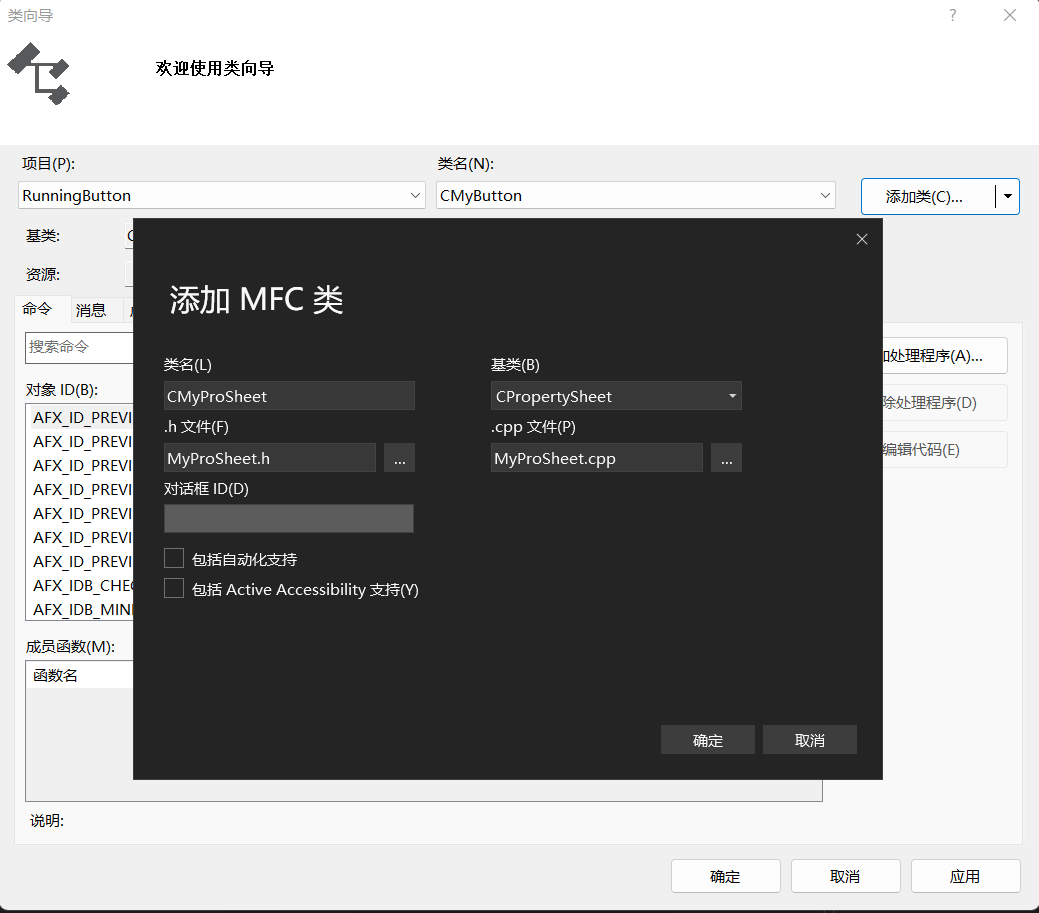 类向导
?
欢迎使用类向导
项目(P):
类名(N):
RunningButton
CMyButton
添加类(C)...
基类:
资源:
命令
消息
搜索命令
对象 ID(B):
AFX_ID_PREVI
AFX_ID_PREVI
AFX_ID_PREVI
AFX_ID_PREVI
AFX_ID_PREVI
AFX_ID_PREVI
AFX_ID_PREVI
AFX_IDB_CHEC
AFX_IDB_MINI
成员函数(M):
函数名
说明:
添加 MFC 类
类名(L)
基类(B)
CMyProSheet
CPropertySheet
.h 文件(F)
.cpp 文件(P)
MyProSheet.h
...
MyProSheet.cpp
...
对话框 ID(D)
包括自动化支持
包括 Active Accessibility 支持(Y)
确定
取消
处理程序(A)...
除处理程序(D)
编辑代码(E)
确定
取消
应用